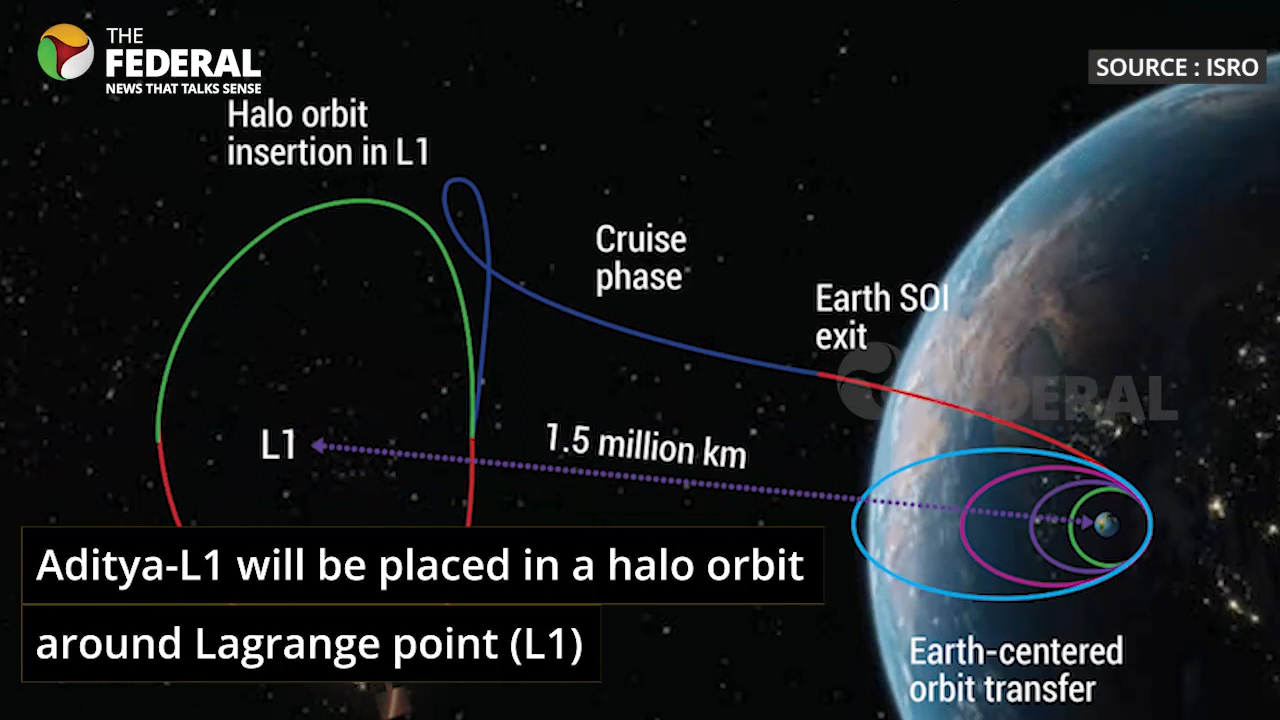 THE
FEDERAL
NEWS THAT TALKS SENSE
SOURCE : ISRO
Halo orbit
insertion in L1
Cruise
phase
Earth SOI
exit
FEDERAL
L1
1.5 million km
Aditya-L1 will be placed in a halo orbit
around Lagrange point (L1)
Earth-centered
orbit transfer